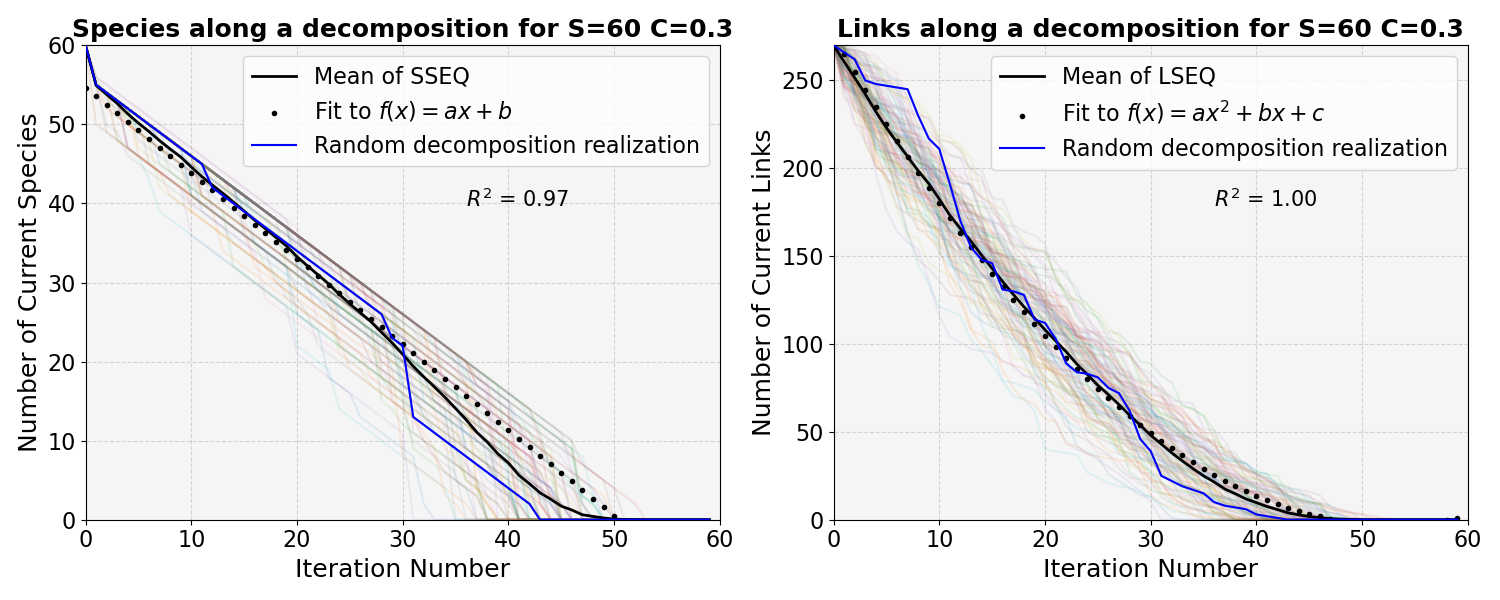 Species along a decomposition for S=60 C=0.3
Number of Current Species
60
50
40
30
20
10
0
Mean of SSEQ
Fit to f(x) = ax + b
Random decomposition realization
R² = 0.97
0 10 20 30 40 50 60
Iteration Number
Links along a decomposition for S=60 C=0.3
Number of Current Links
250
200
150
100
50
0
Mean of LSEQ
Fit to f(x) = ax² + bx + c
Random decomposition realization
R² = 1.00
0 10 20 30 40 50 60
Iteration Number